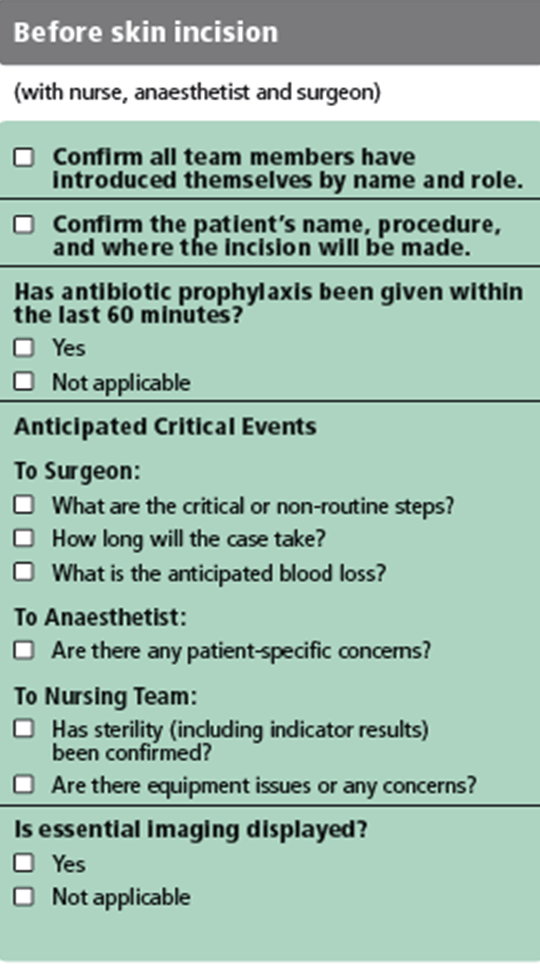 Before skin incision
(with nurse, anaesthetist and surgeon)
Confirm all team members have
introduced themselves by name and role.
Confirm the patient's name, procedure,
and where the incision will be made.
Has antibiotic prophylaxis been given within
the last 60 minutes?
Yes
Not applicable
Anticipated Critical Events
To Surgeon:
What are the critical or non-routine steps?
How long will the case take?
What is the anticipated blood loss?
To Anaesthetist:
Are there any patient-specific concerns?
To Nursing Team:
Has sterility (including indicator results)
been confirmed?
Are there equipment issues or any concerns?
Is essential imaging displayed?
Yes
Not applicable